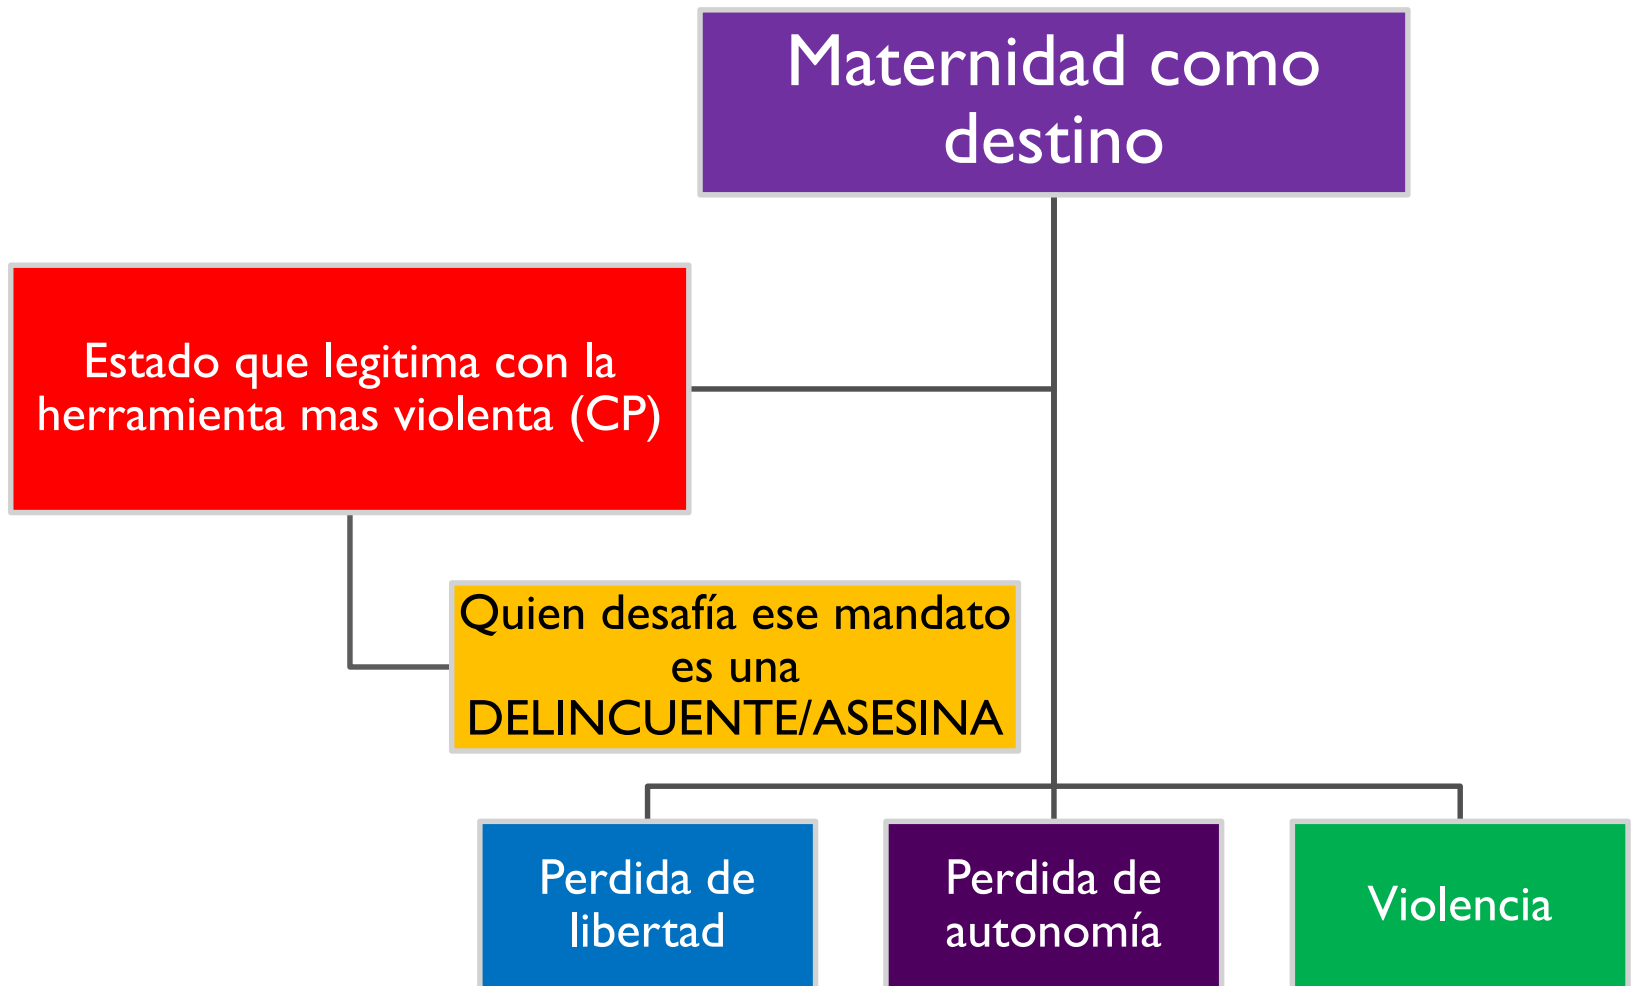 Maternidad como
destino
Estado que legitima con la
herramienta mas violenta (CP)
Quien desafía ese mandato
es una
DELINCUENTE/ASESINA
Perdida de
libertad
Perdida de
autonomía
Violencia